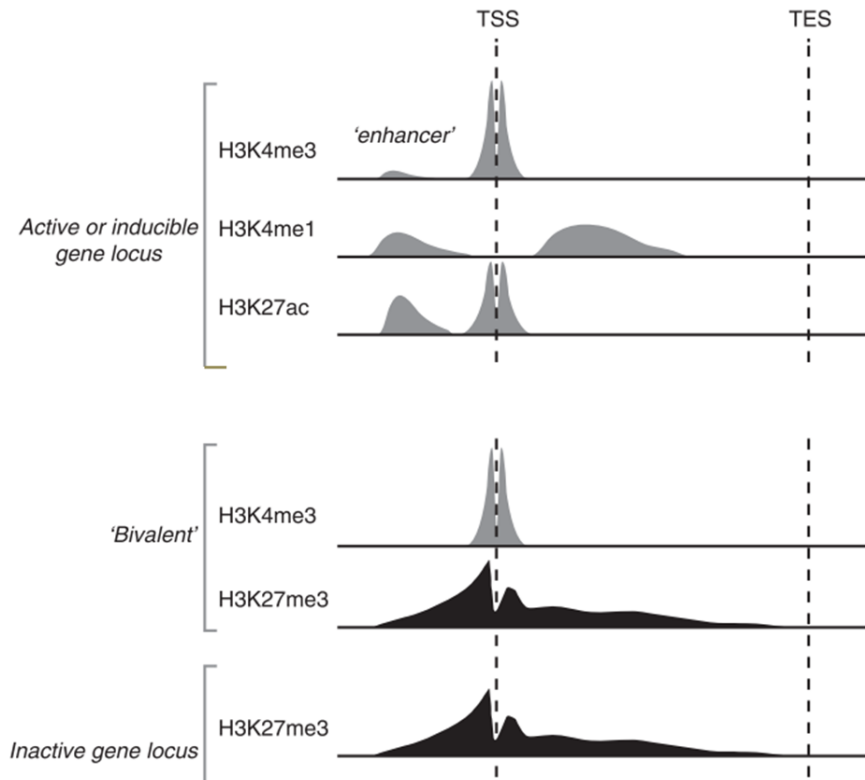 TSS
TES
H3K4me3
'enhancer'
Active or inducible
gene locus
H3K4me1
H3K27ac
'Bivalent'
H3K4me3
H3K27me3
Inactive gene locus
H3K27me3